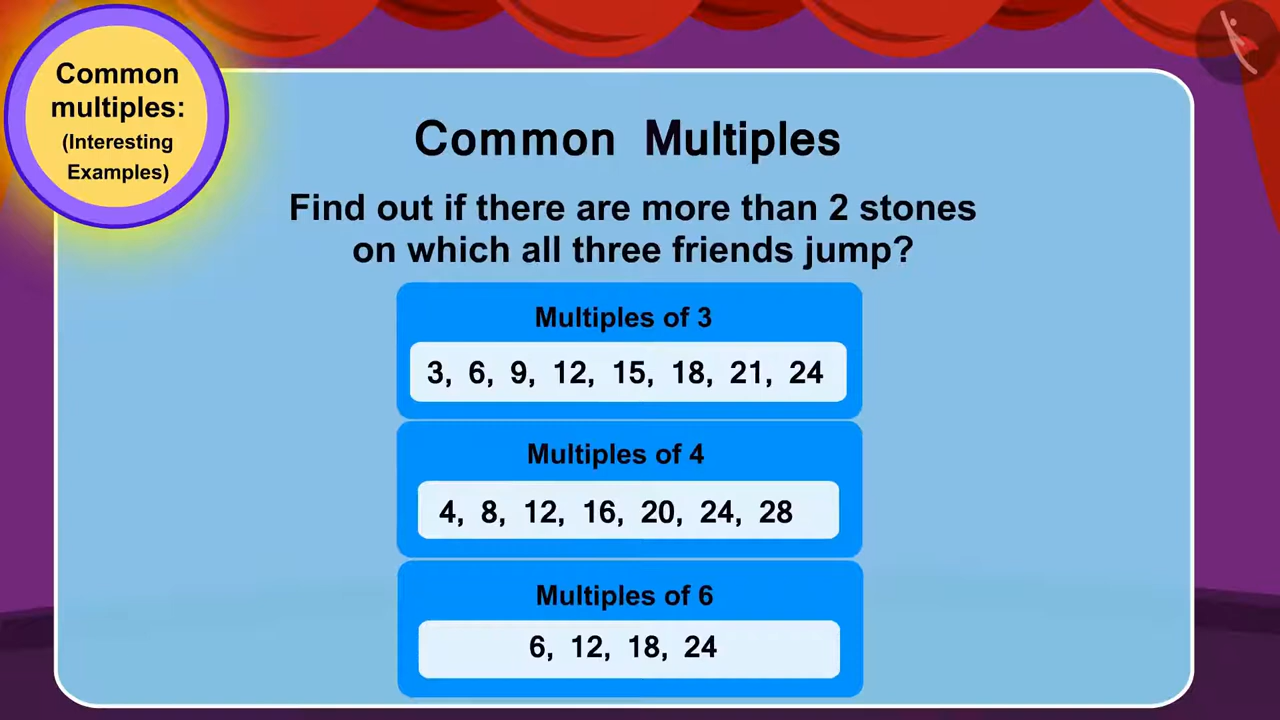 Common
multiples:
(Interesting
Examples)
Common Multiples
Find out if there are more than 2 stones
on which all three friends jump?
Multiples of 3
3, 6, 9, 12, 15, 18, 21, 24
Multiples of 4
4, 8, 12, 16, 20, 24, 28
Multiples of 6
6, 12, 18, 24